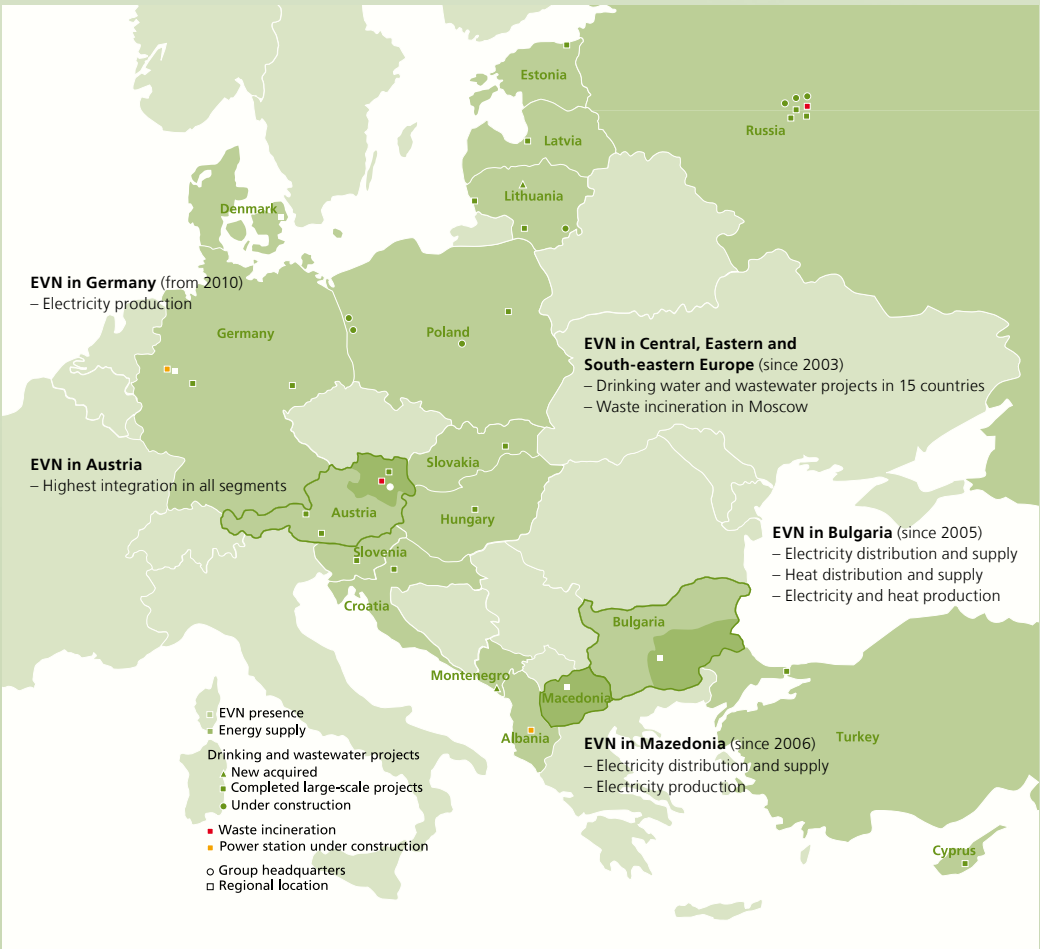 Estonia
Russia
Latvia
Lithuania
Denmark
EVN in Germany (from 2010)
– Electricity production
Germany
Poland
EVN in Central, Eastern and
South-eastern Europe (since 2003)
– Drinking water and wastewater projects in 15 countries
– Waste incineration in Moscow
EVN in Austria
– Highest integration in all segments
Slovakia
Austria
Hungary
Slovenia
Croatia
EVN in Bulgaria (since 2005)
– Electricity distribution and supply
– Heat distribution and supply
– Electricity and heat production
Bulgaria
Montenegro
Macedonia
Albania
Turkey
EVN in Mazedonia (since 2006)
– Electricity distribution and supply
– Electricity production
Cyprus
EVN presence
Energy supply
Drinking and wastewater projects
New acquired
Completed large-scale projects
Under construction
Waste incineration
Power station under construction
Group headquarters
Regional location